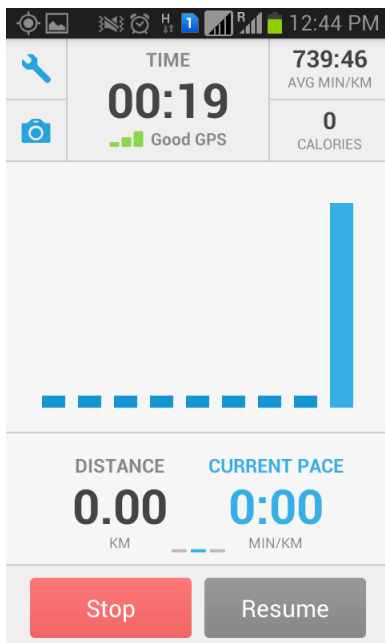 H 1 R 12:44 PM
TIME
00:19
Good GPS
739:46
AVG MIN/KM
0
CALORIES
DISTANCE
0.00
KM
CURRENT PACE
0:00
MIN/KM
Stop
Resume